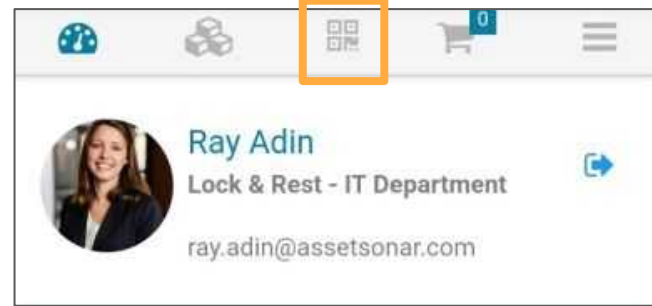 0
Ray Adin
Lock & Rest - IT Department
ray.adin@assetsonar.com